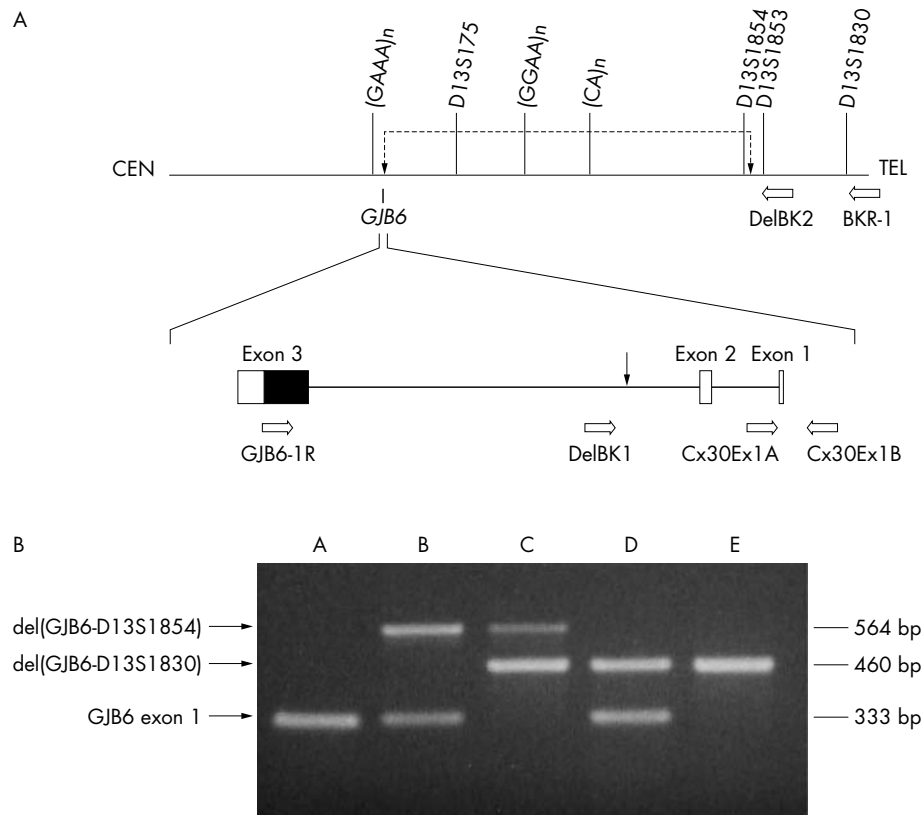 A
(GAAA)n
D13S175
(GGAA)n
(CA)n
D13S1854
D13S1853
D13S1830
CEN
TEL
GJB6
DelBK2
BKR-1
Exon 3
Exon 2
Exon 1
GJB6-1R
DelBK1
Cx30Ex1A
Cx30Ex1B
B
A B C D E
del(GJB6-D13S1854) 564 bp
del(GJB6-D13S1830) 460 bp
GJB6 exon 1 333 bp